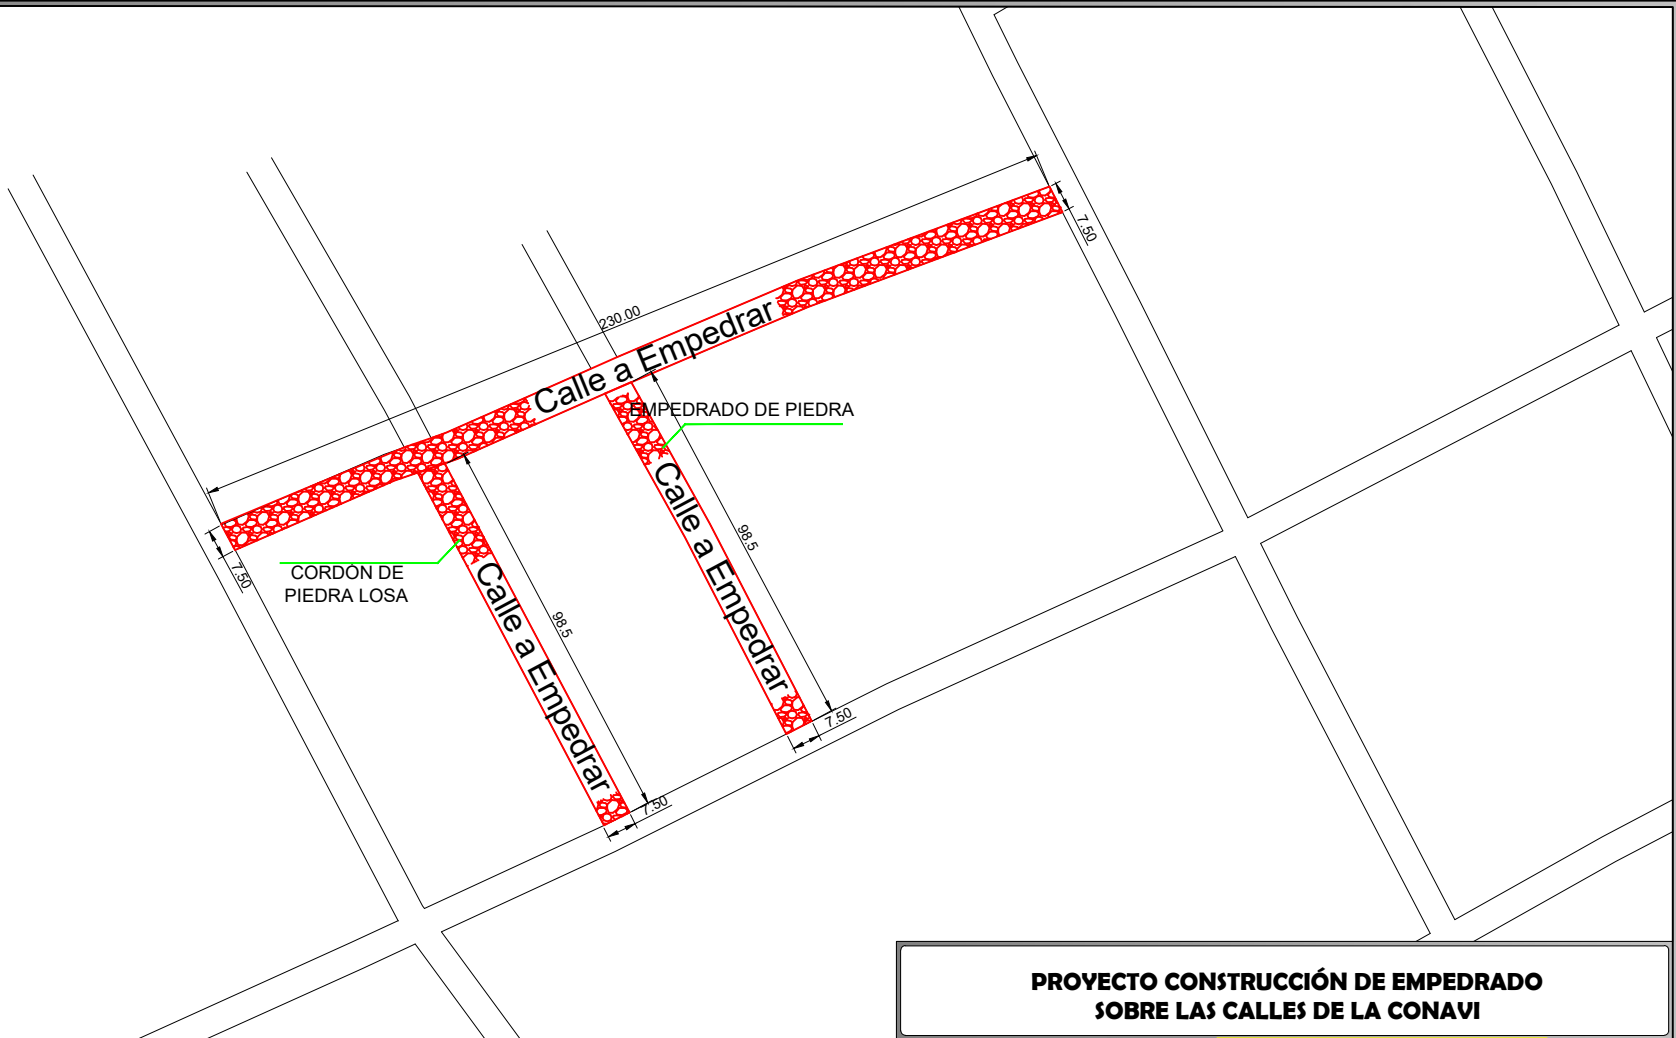 7.50
230.00
Calle a Empedrar
EMPEDRADO DE PIEDRA
7.50
CORDÓN DE
PIEDRA LOSA
Calle a Empedrar
98.5
Calle a Empedrar
98.5
7.50
7.50
PROYECTO CONSTRUCCIÓN DE EMPEDRADO
SOBRE LAS CALLES DE LA CONAVI